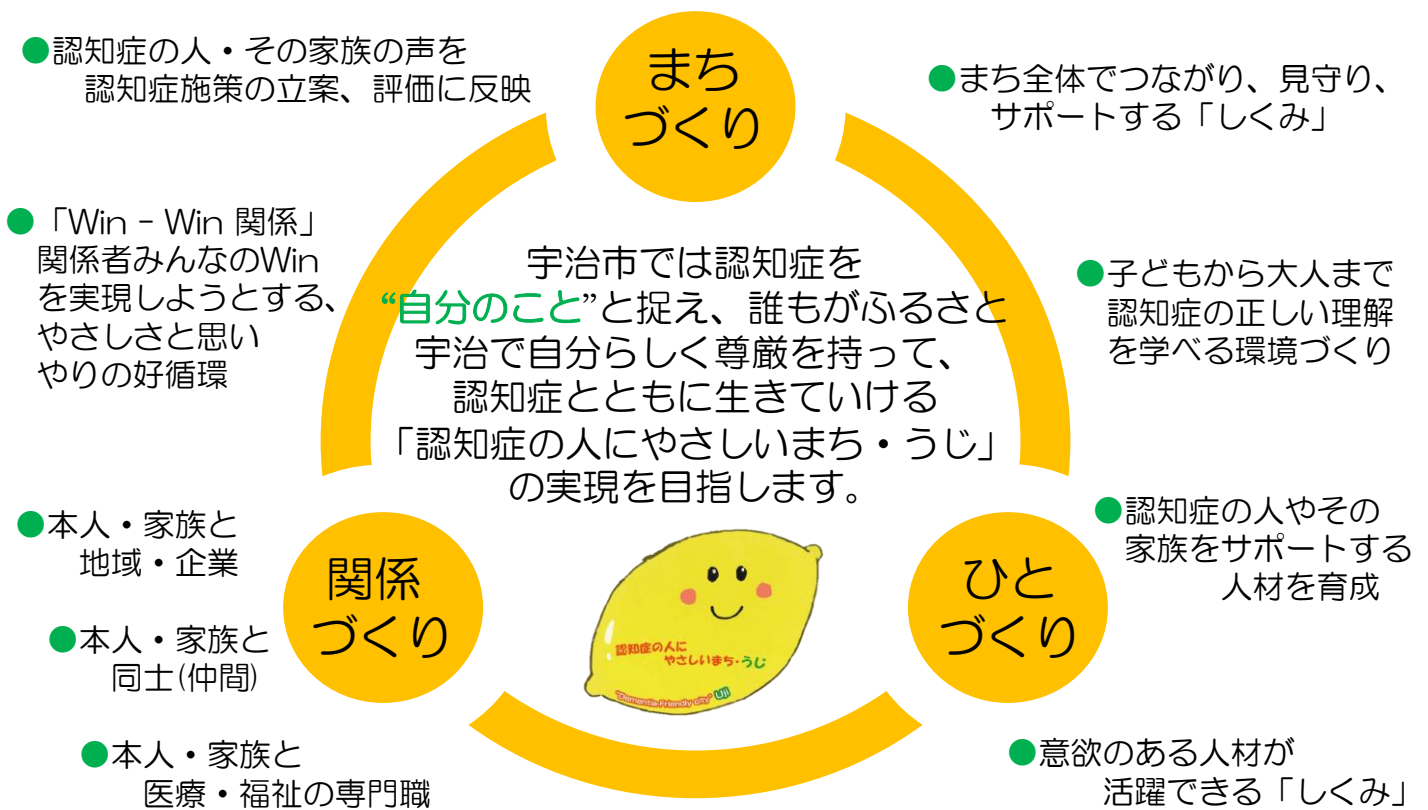 ●認知症の人・その家族の声を
認知症施策の立案、評価に反映
まち
づくり
●まち全体でつながり、見守り、
サポートする「しくみ」
●「Win - Win 関係」
関係者みんなのWin
を実現しようとする、
やさしさと思い
やりの好循環
宇治市では認知症を
“自分のこと”と捉え、誰もがふるさと
宇治で自分らしく尊厳を持って、
認知症とともに生きていける
「認知症の人にやさしいまち・うじ」
の実現を目指します。
●子どもから大人まで
認知症の正しい理解
を学べる環境づくり
●本人・家族と
地域・企業
関係
づくり
●本人・家族と
同士(仲間)
●本人・家族と
医療・福祉の専門職
認知症の人に
やさしいまち・うじ
"Dementia Friendly city" Uji
ひと
づくり
●認知症の人やその
家族をサポートする
人材を育成
●意欲のある人材が
活躍できる「しくみ」